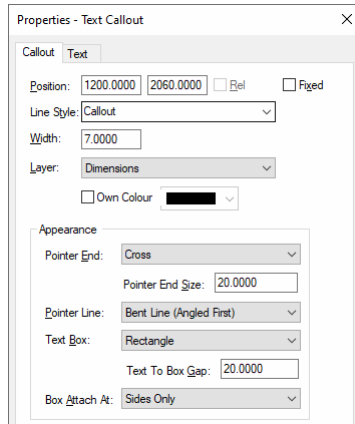 Properties - Text Callout
Callout Text
Position: 1200.0000 2060.0000 Rel Fixed
Line Style: Callout
Width: 7.0000
Layer: Dimensions
Own Colour
Appearance
Pointer End: Cross
Pointer End Size: 20.0000
Pointer Line: Bent Line (Angled First)
Text Box: Rectangle
Text To Box Gap: 20.0000
Box Attach At: Sides Only